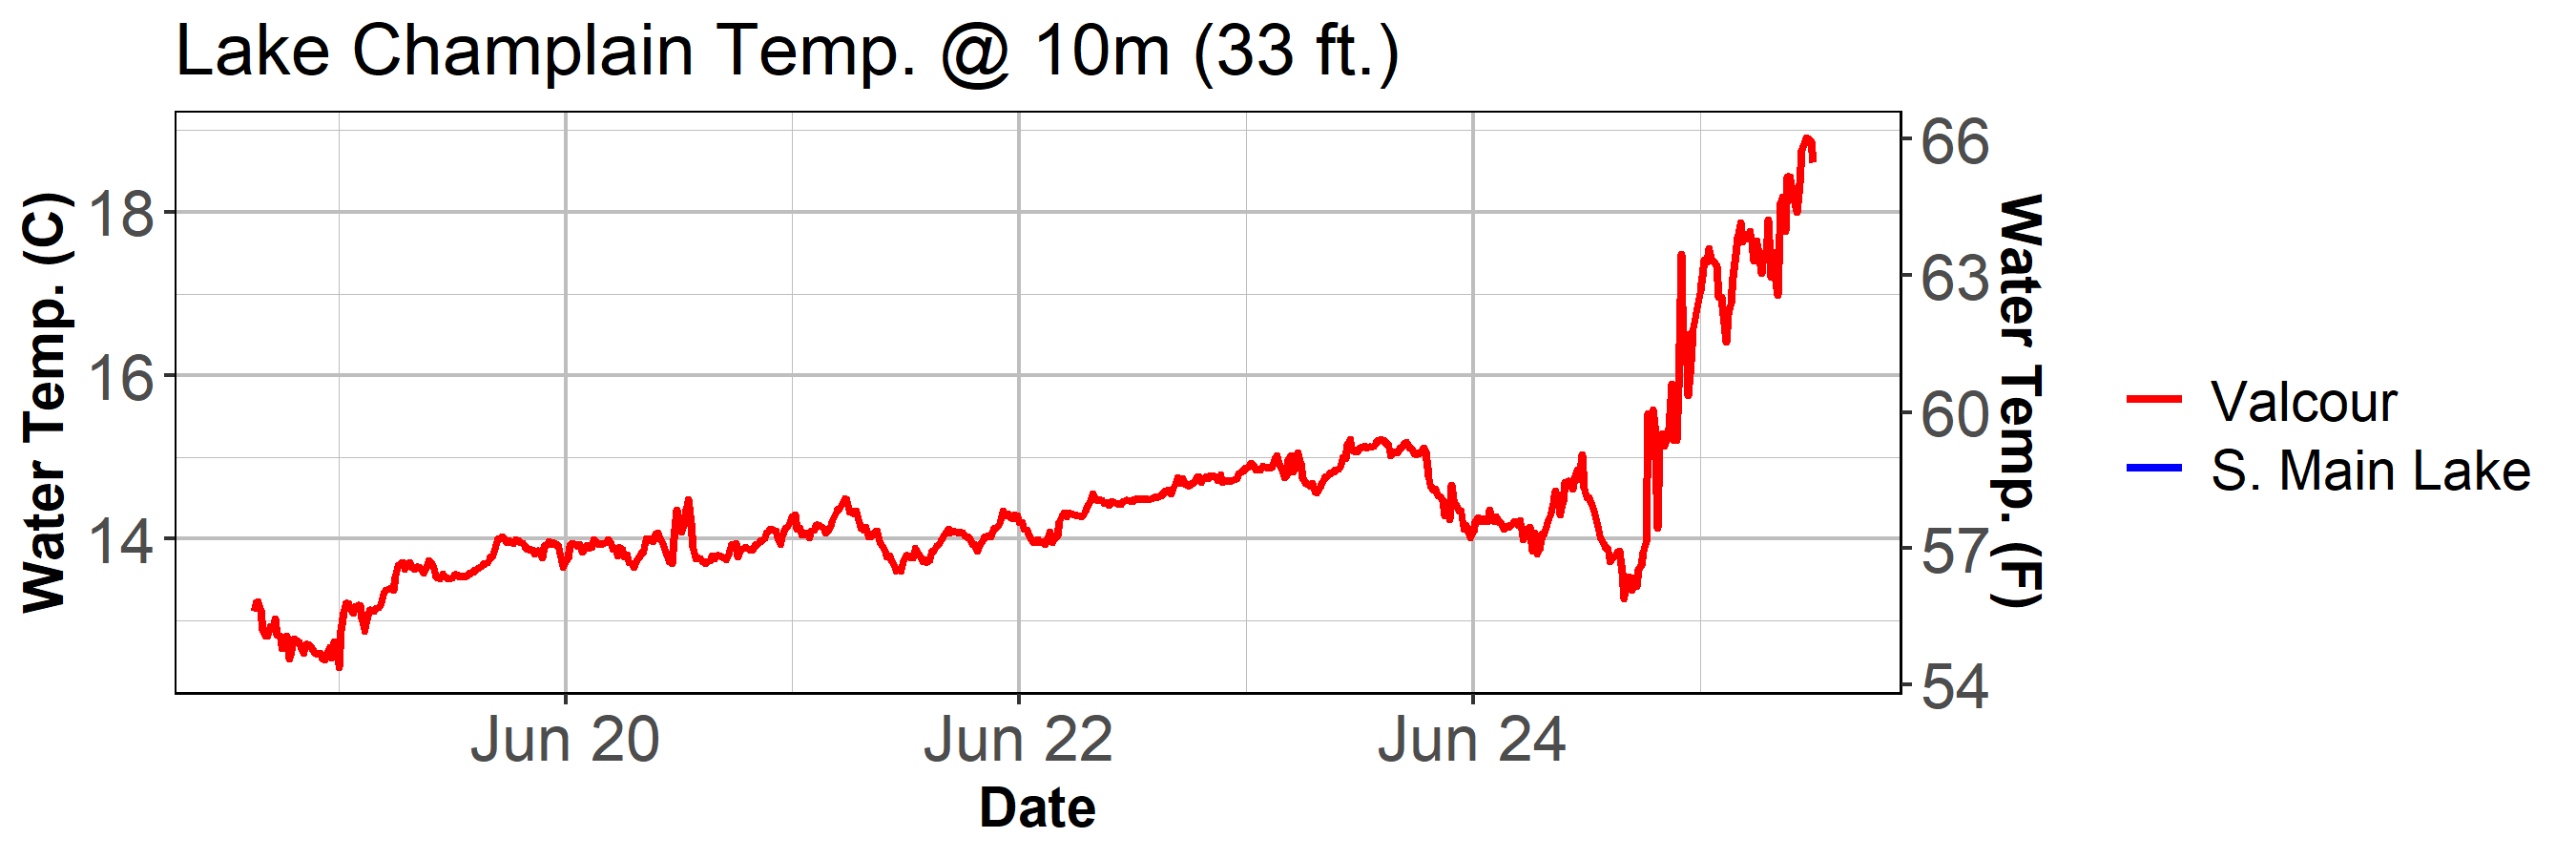 Lake Champlain Temp. @ 10m (33 ft.)
Water Temp. (C)
18
16
14
66
63
60
57
54
Water Temp. (F)
Valcour
S. Main Lake
Jun 20
Jun 22
Jun 24
Date